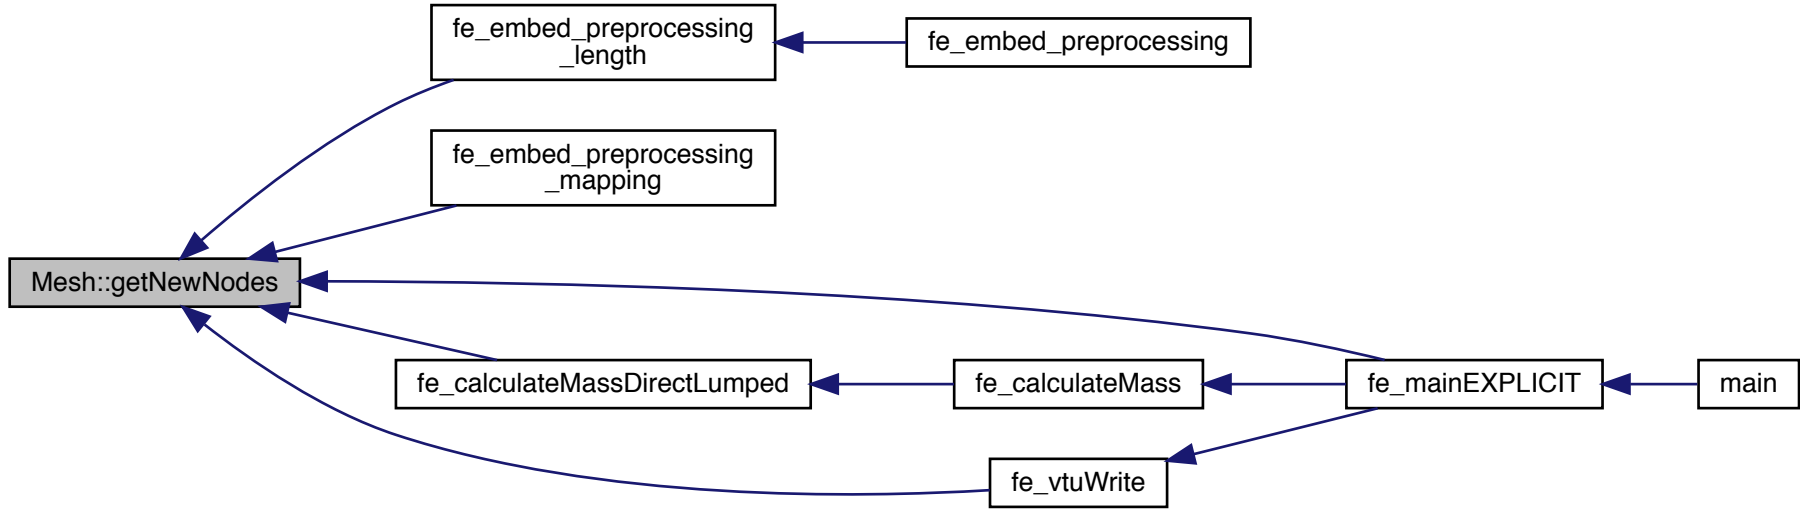 fe_embed_preprocessing
_length
fe_embed_preprocessing
fe_embed_preprocessing
_mapping
Mesh::getNewNodes
fe_calculateMassDirectLumped
fe_calculateMass
fe_mainEXPLICIT
main
fe_vtuWrite